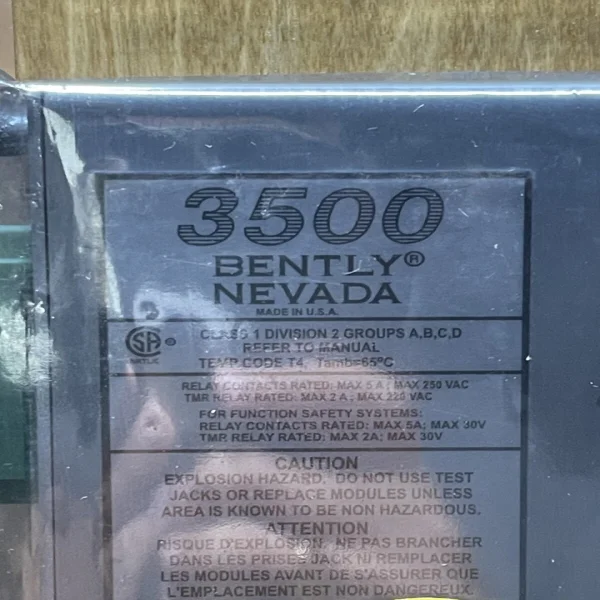 3500
BENTLY®
NEVADA
MADE IN U.S.A.
CLASS 1 DIVISION 2 GROUPS A,B,C,D
REFER TO MANUAL
TEMP CODE T4, Tamb=65°C
SA ®
NRTL/C
RELAY CONTACTS RATED: MAX 5 A ; MAX 250 VAC
TMR RELAY RATED: MAX 2 A ; MAX 220 VAC
FOR FUNCTION SAFETY SYSTEMS:
RELAY CONTACTS RATED: MAX 5A; MAX 30V
TMR RELAY RATED: MAX 2A; MAX 30V
CAUTION
EXPLOSION HAZARD. DO NOT USE TEST
JACKS OR REPLACE MODULES UNLESS
AREA IS KNOWN TO BE NON HAZARDOUS.
ATTENTION
RISQUE D'EXPLOSION. NE PAS BRANCHER
DANS LES PRISES JACK NI REMPLACER
LES MODULES AVANT DE S'ASSURER QUE
L'EMPLACEMENT EST NON DANGEREUX.